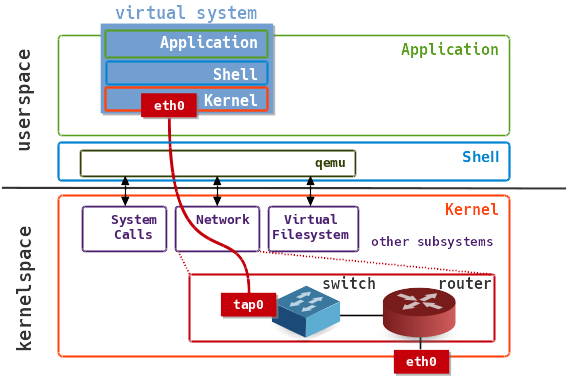 virtual system
Application
Shell
Kernel
eth0
Application
userspace
Shell
qemu
Kernel
System
Calls
Network
Virtual
Filesystem
other subsystems
kernelspace
switch
router
tap0
eth0